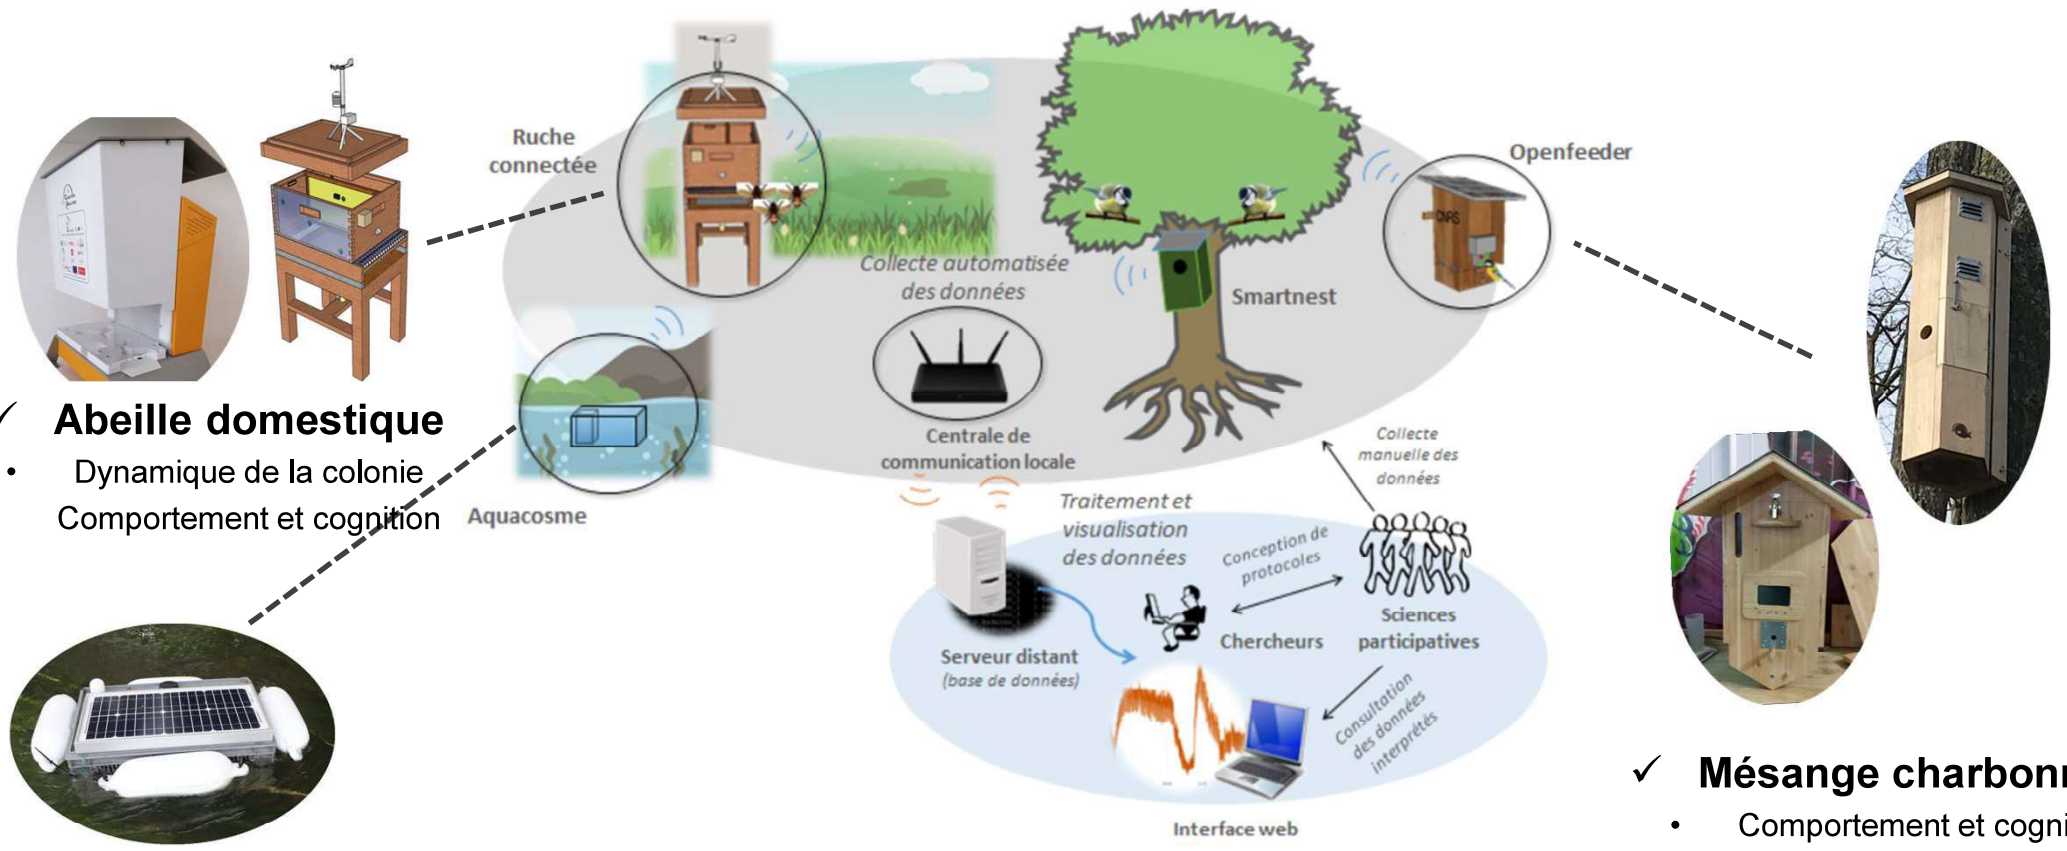 Ruche
connectée
Openfeeder
CNRS
Collecte automatisée
des données
Smartnest
✓ Abeille domestique
• Dynamique de la colonie
Comportement et cognition
Aquacosme
Centrale de
communication locale
Collecte
manuelle des
données
Traitement et
visualisation
des données
Conception de
protocoles
Serveur distant
(base de données)
Chercheurs
Sciences
participatives
Consultation
des données
interprétés
Interface web
✓ Mésange charbon
• Comportement et cogni